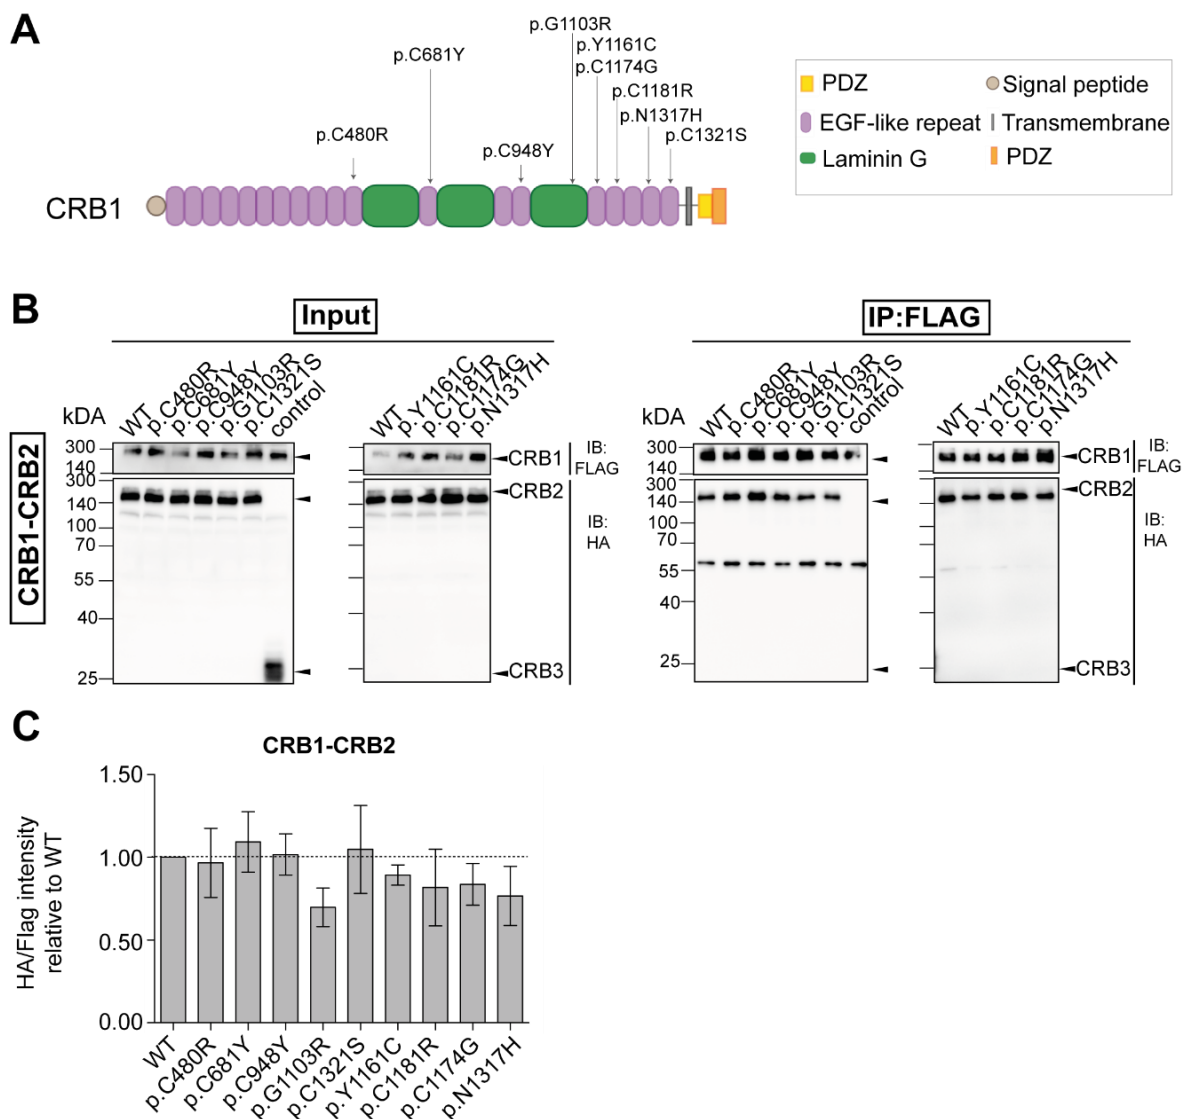 A
p.G1103R
p.Y1161C
p.C681Y
p.C1174G
p.C1181R
p.N1317H
p.C480R
p.C948Y
p.C1321S
CRB1
PDZ
Signal peptide
EGF-like repeat
Transmembrane
Laminin G
PDZ
B
Input
IP:FLAG
kDA
WT
p.C480R
p.C681Y
p.C948Y
p.G1103R
p.C1321S
control
WT
p.Y1161C
p.C1181R
p.C1174G
p.N1317H
kDA
WT
p.C480R
p.C681Y
p.C948Y
p.G1103R
p.C1321S
control
WT
p.Y1161C
p.C1181R
p.C1174G
p.N1317H
CRB1-CRB2
300
140
300
140
100
70
55
40
25
CRB1
CRB2
CRB3
IB:
FLAG
IB:
HA
300
140
300
140
100
70
55
40
25
CRB1
CRB2
CRB3
IB:
FLAG
IB:
HA
C
CRB1-CRB2
HA/Flag intensity
relative to WT
1.50
1.00
0.50
0.00
WT
p.C480R
p.C681Y
p.C948Y
p.G1103R
p.C1321S
p.Y1161C
p.C1181R
p.C1174G
p.N1317H